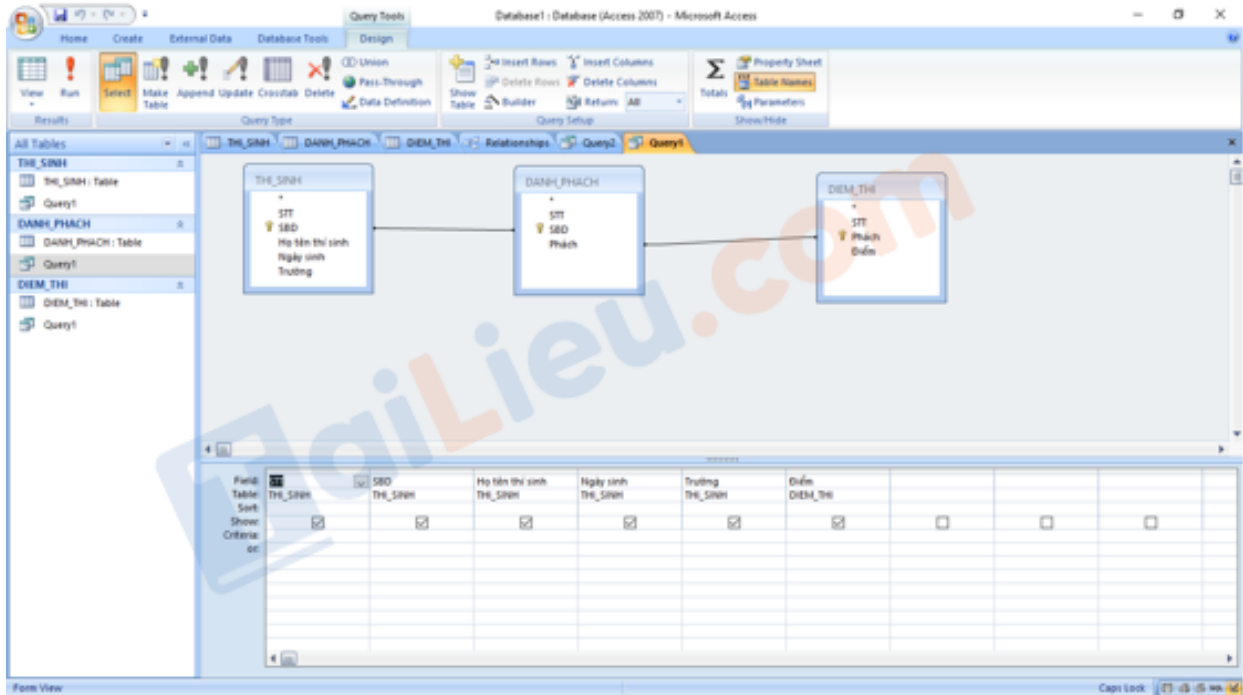 Query Tools
Database1 : Database (Access 2007) - Microsoft Access
Home Create External Data Database Tools Design
View
Run
Select
Make Table
Append
Update
Crosstab
Delete
Union
Pass-Through
Data Definition
Show Table
Insert Rows
Delete Rows
Builder
Insert Columns
Delete Columns
Return: All
Totals
Property Sheet
Table Names
Parameters
Results
Query Type
Query Setup
Show/Hide
All Tables
THI_SINH
THI_SINH : Table
Query1
DANH_PHACH
DANH_PHACH : Table
Query1
DIEM_THI
DIEM_THI : Table
Query1
THI_SINH DANH_PHACH DIEM_THI Relationships Query2 Query1
THI_SINH
*
STT
SBD
Họ tên thí sinh
Ngày sinh
Trường
DANH_PHACH
*
STT
SBD
Phách
DIEM_THI
*
STT
Phách
Điểm
TaiLieu.com
Field: STT SBD Họ tên thí sinh Ngày sinh Trường Điểm
Table: THI_SINH THI_SINH THI_SINH THI_SINH THI_SINH DIEM_THI
Sort:
Show:
Criteria:
or:
Form View
Caps Lock